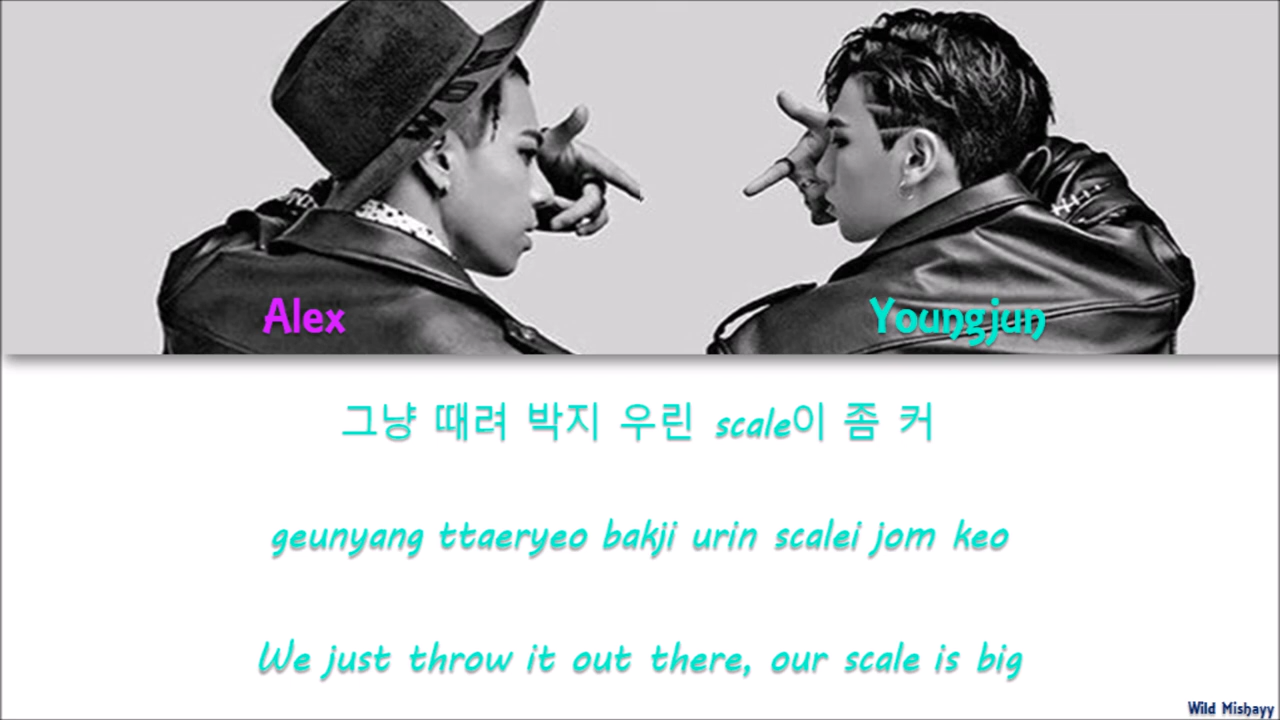 Alex
Youngjun
그냥 때려 박지 우린 scale이 좀 커
geunyang ttaeryeo bakji urin scalei jom keo
We just throw it out there, our scale is big
Wild Mishayy